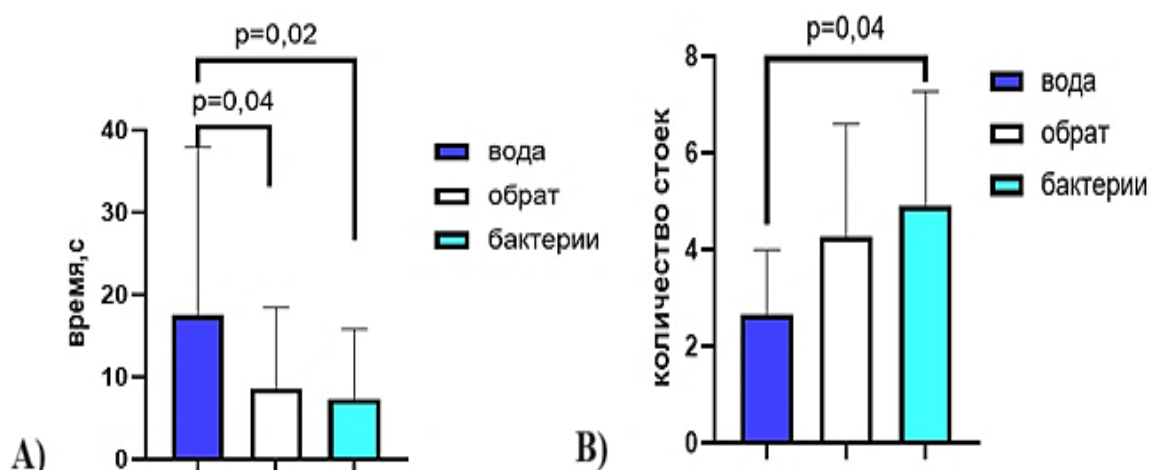 p=0,02
p=0,04
40
30
20
10
0
время,с
вода
обрат
бактерии
A)
p=0,04
8
6
4
2
0
количество стоек
вода
обрат
бактерии
B)